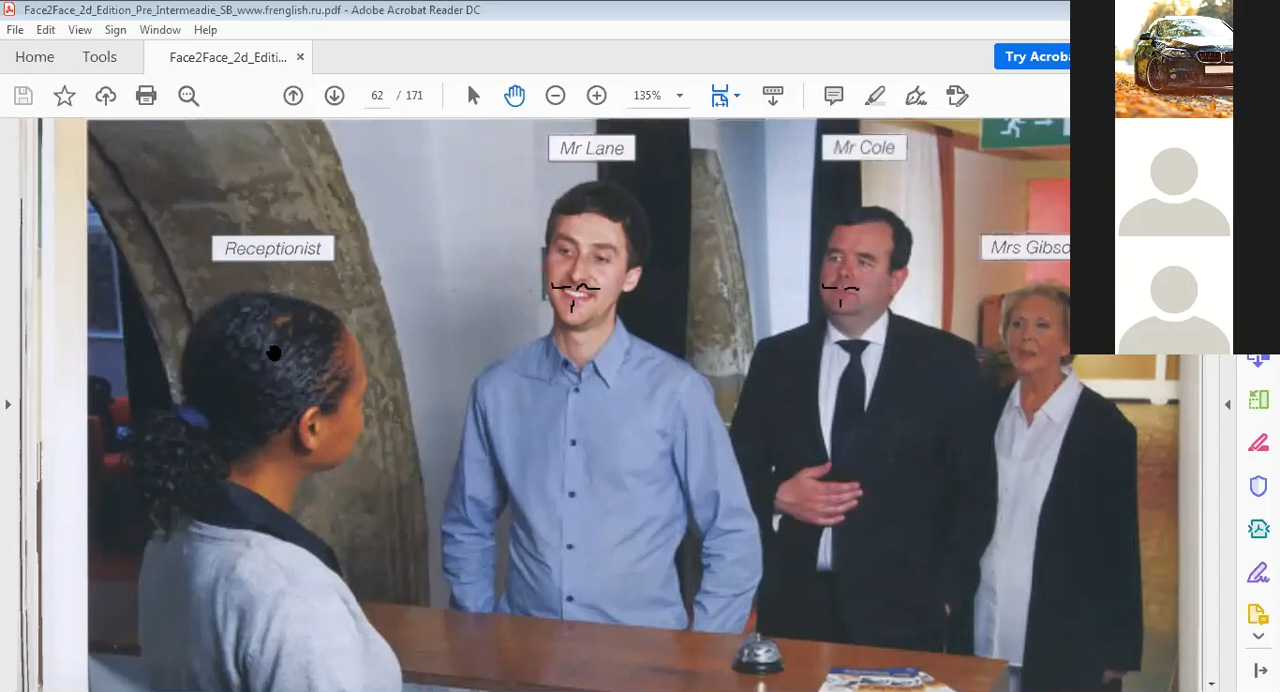 Face2Face_2d_Edition_Pre_Intermeadie_SB_www.frenglish.ru.pdf - Adobe Acrobat Reader DC
File Edit View Sign Window Help
Home Tools Face2Face_2d_Editi... × Try Acroba
62 / 171 135%
Mr Lane
Mr Cole
Receptionist
Mrs Gibso